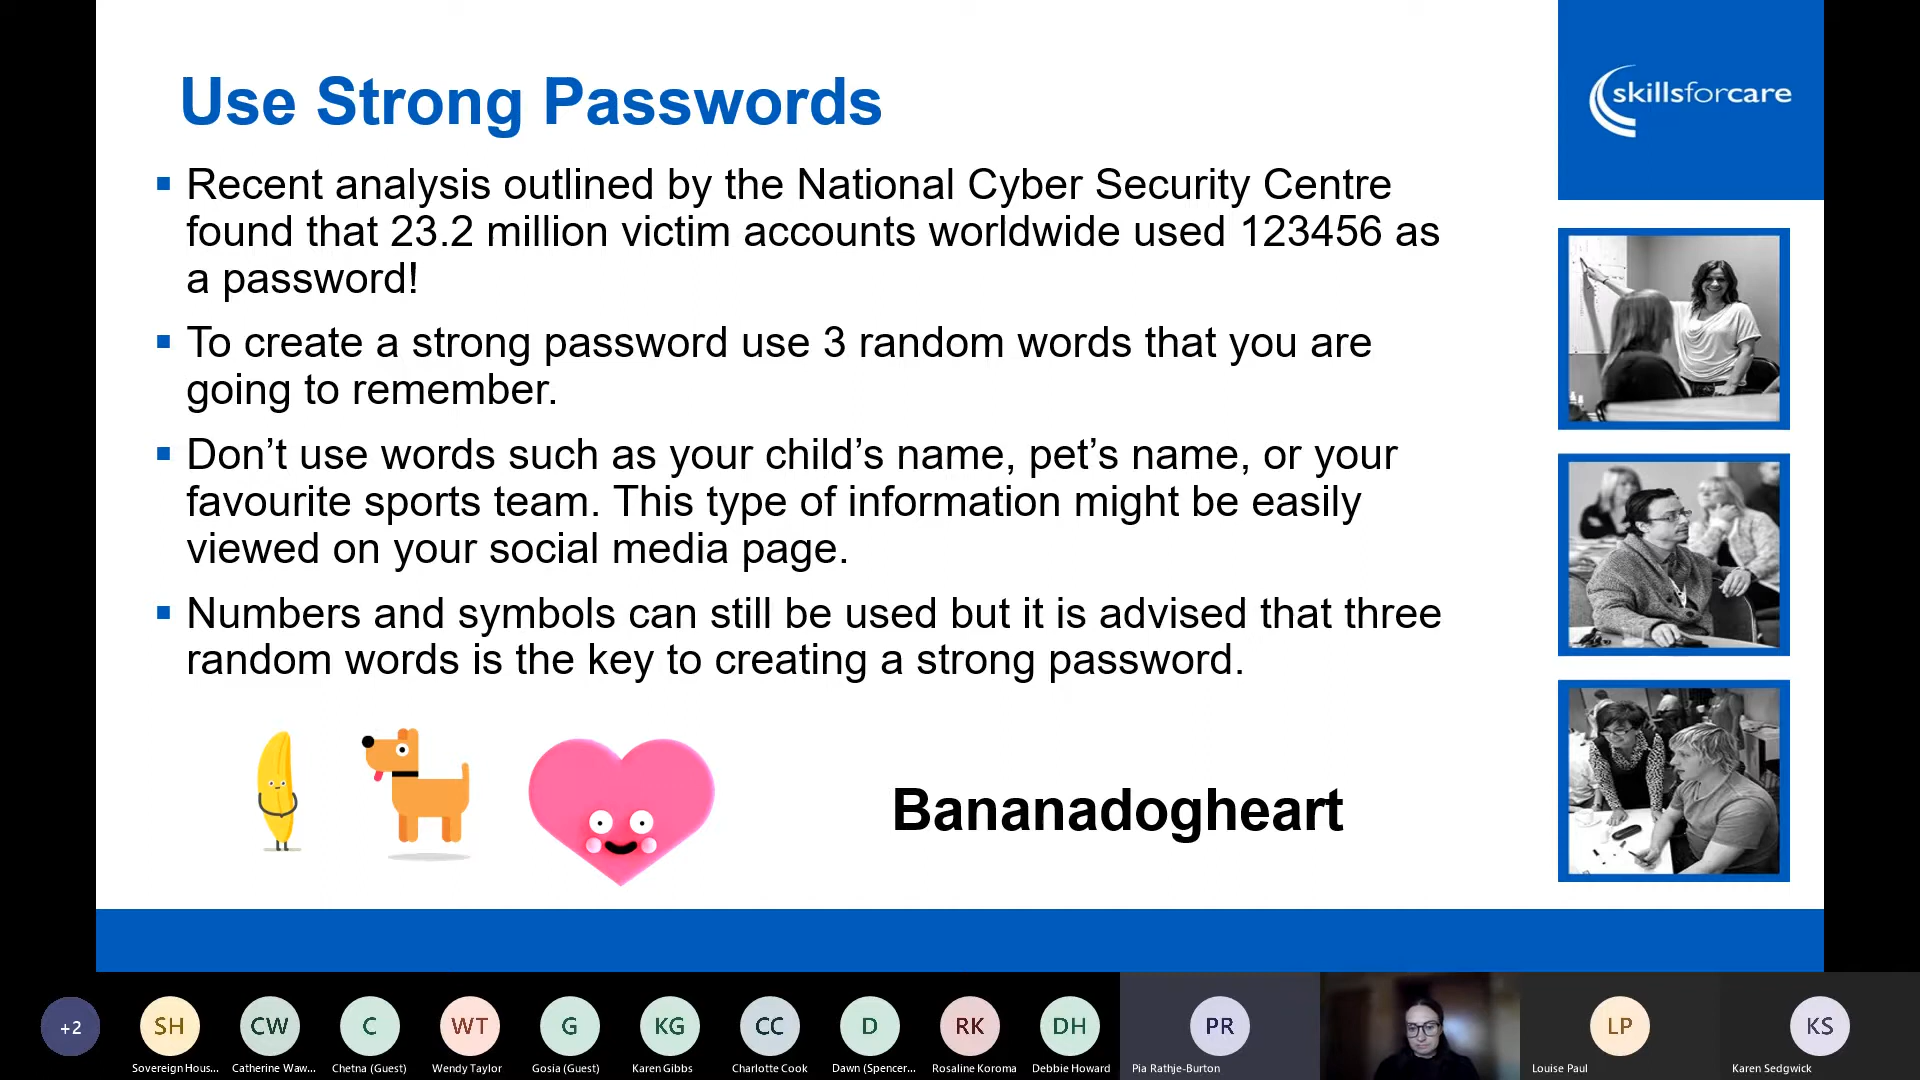 Use Strong Passwords
skillsforcare
Recent analysis outlined by the National Cyber Security Centre
found that 23.2 million victim accounts worldwide used 123456 as
a password!
To create a strong password use 3 random words that you are
going to remember.
Don’t use words such as your child’s name, pet’s name, or your
favourite sports team. This type of information might be easily
viewed on your social media page.
Numbers and symbols can still be used but it is advised that three
random words is the key to creating a strong password.
Bananadogheart
+2 SH CW C WT G KG CC D RK DH PR LP KS
Sovereign Hous... Catherine Waw... Chetna (Guest) Wendy Taylor Gosia (Guest) Karen Gibbs Charlotte Cook Dawn (Spencer... Rosaline Koroma Debbie Howard Pia Rathje-Burton Louise Paul Karen Sedgwick